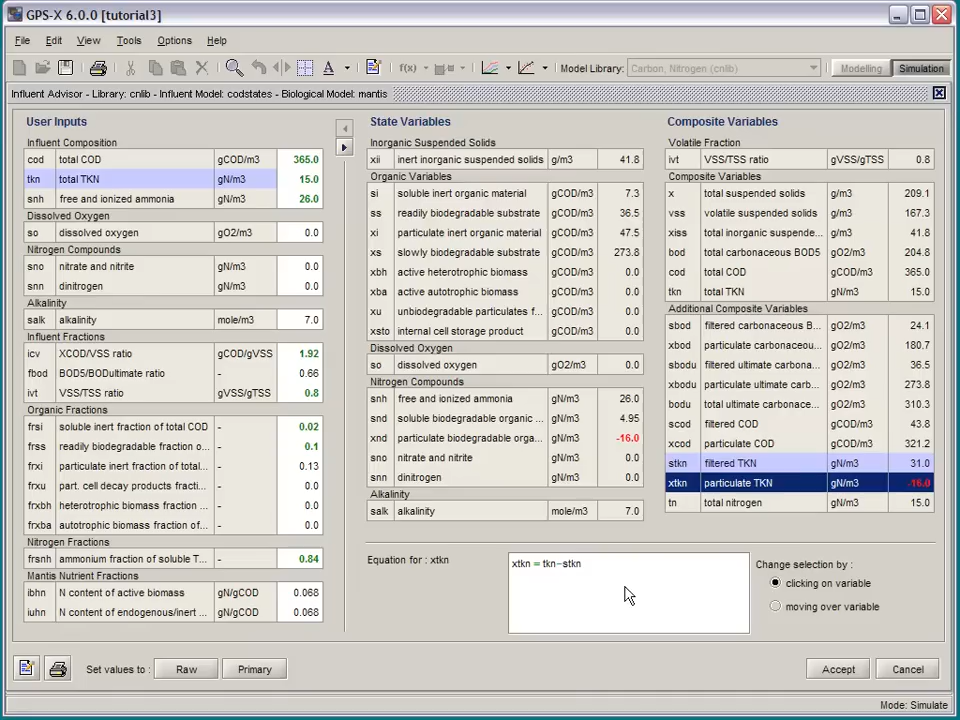 GPS-X 6.0.0 [tutorial3]
File Edit View Tools Options Help
A f(x) Model Library: Carbon, Nitrogen (cnlib) Modelling Simulation
Influent Advisor - Library: cnlib - Influent Model: codstates - Biological Model: mantis
User Inputs
Influent Composition
cod total COD gCOD/m3 365.0
tkn total TKN gN/m3 15.0
snh free and ionized ammonia gN/m3 26.0
Dissolved Oxygen
so dissolved oxygen gO2/m3 0.0
Nitrogen Compounds
sno nitrate and nitrite gN/m3 0.0
snn dinitrogen gN/m3 0.0
Alkalinity
salk alkalinity mole/m3 7.0
Influent Fractions
icv XCOD/VSS ratio gCOD/gVSS 1.92
fbod BOD5/BODultimate ratio - 0.66
ivt VSS/TSS ratio gVSS/gTSS 0.8
Organic Fractions
frsi soluble inert fraction of total COD - 0.02
frss readily biodegradable fraction o... - 0.1
frxi particulate inert fraction of total... - 0.13
frxu part. cell decay products fracti... - 0.0
frxbh heterotrophic biomass fraction ... - 0.0
frxba autotrophic biomass fraction of... - 0.0
Nitrogen Fractions
frsnh ammonium fraction of soluble T... - 0.84
Mantis Nutrient Fractions
ibhn N content of active biomass gN/gCOD 0.068
iuhn N content of endogenous/inert ... gN/gCOD 0.068
State Variables
Inorganic Suspended Solids
xii inert inorganic suspended solids g/m3 41.8
Organic Variables
si soluble inert organic material gCOD/m3 7.3
ss readily biodegradable substrate gCOD/m3 36.5
xi particulate inert organic material gCOD/m3 47.5
xs slowly biodegradable substrate gCOD/m3 273.8
xbh active heterotrophic biomass gCOD/m3 0.0
xba active autotrophic biomass gCOD/m3 0.0
xu unbiodegradable particulates f... gCOD/m3 0.0
xsto internal cell storage product gCOD/m3 0.0
Dissolved Oxygen
so dissolved oxygen gO2/m3 0.0
Nitrogen Compounds
snh free and ionized ammonia gN/m3 26.0
snd soluble biodegradable organic ... gN/m3 4.95
xnd particulate biodegradable orga... gN/m3 -16.0
sno nitrate and nitrite gN/m3 0.0
snn dinitrogen gN/m3 0.0
Alkalinity
salk alkalinity mole/m3 7.0
Composite Variables
Volatile Fraction
ivt VSS/TSS ratio gVSS/gTSS 0.8
Composite Variables
x total suspended solids g/m3 209.1
vss volatile suspended solids g/m3 167.3
xiss total inorganic suspende... g/m3 41.8
bod total carbonaceous BOD5 gO2/m3 204.8
cod total COD gCOD/m3 365.0
tkn total TKN gN/m3 15.0
Additional Composite Variables
sbod filtered carbonaceous B... gO2/m3 24.1
xbod particulate carbonaceou... gO2/m3 180.7
sbodu filtered ultimate carbona... gO2/m3 36.5
xbodu particulate ultimate carb... gO2/m3 273.8
bodu total ultimate carbonace... gO2/m3 310.3
scod filtered COD gCOD/m3 43.8
xcod particulate COD gCOD/m3 321.2
stkn filtered TKN gN/m3 31.0
xtkn particulate TKN gN/m3 -16.0
tn total nitrogen gN/m3 15.0
Equation for : xtkn
xtkn = tkn-stkn
Change selection by :
clicking on variable
moving over variable
Set values to : Raw Primary Accept Cancel
Mode: Simulate